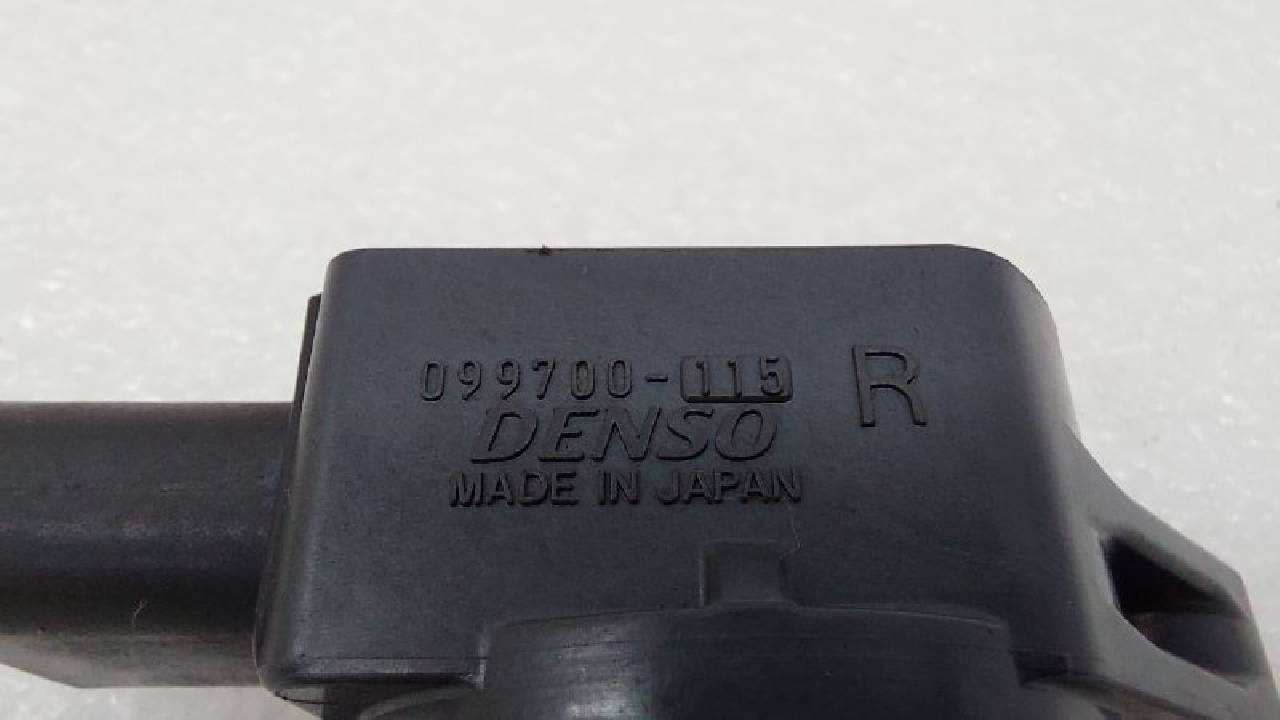 099700-115 R
DENSO
MADE IN JAPAN